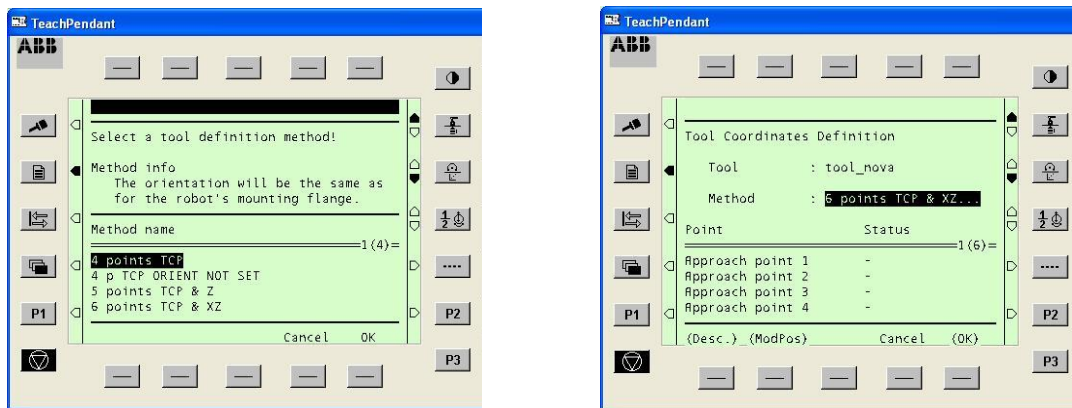 TeachPendant
ABB
Select a tool definition method!
Method info
The orientation will be the same as
for the robot's mounting flange.
Method name
1(4)=
4 points TCP
4 p TCP ORIENT NOT SET
5 points TCP & Z
6 points TCP & XZ
Cancel OK
1/2
P1
P2
P3
TeachPendant
ABB
Tool Coordinates Definition
Tool : tool_nova
Method : 6 points TCP & XZ...
Point Status
1(6)=
Approach point 1 -
Approach point 2 -
Approach point 3 -
Approach point 4 -
(Desc.) (ModPos) Cancel (OK)
1/2
P1
P2
P3